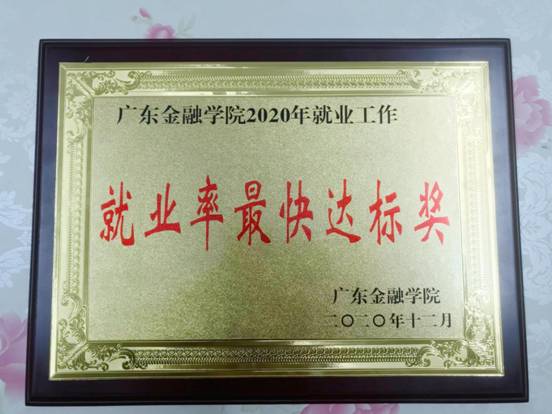 广东金融学院2020年就业工作
就业率最快达标奖
广东金融学院
二〇二〇年十二月